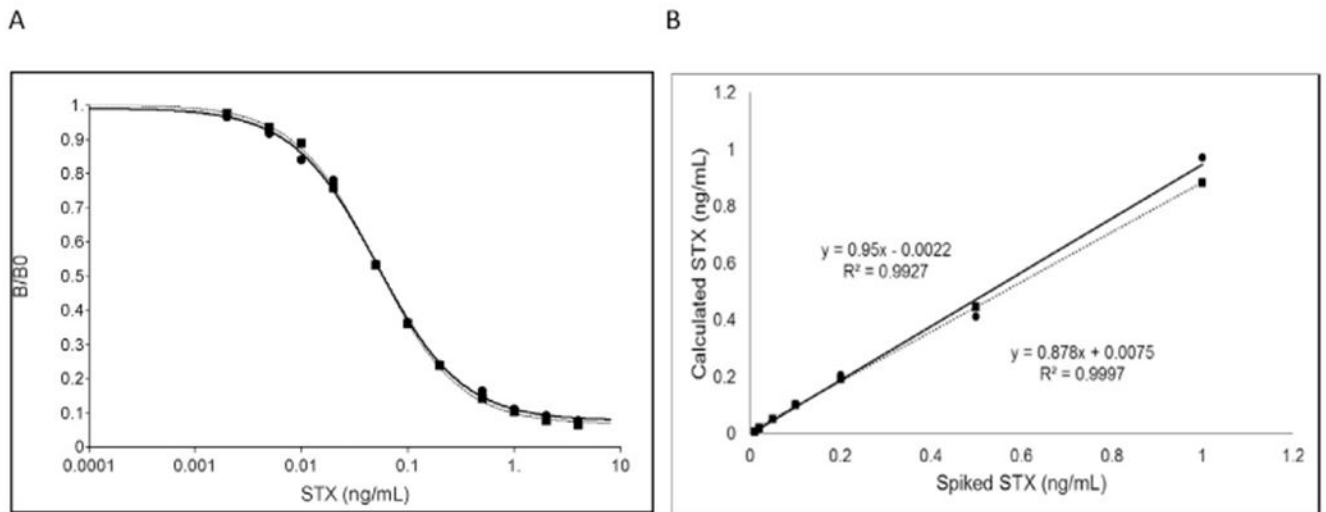 A
B
1.
0.9
0.8
0.7
0.6
0.5
0.4
0.3
0.2
0.1
0
B/B0
0.0001 0.001 0.01 0.1 1. 10
STX (ng/mL)
1.2
1
0.8
0.6
0.4
0.2
0
Calculated STX (ng/mL)
y = 0.95x - 0.0022
R² = 0.9927
y = 0.878x + 0.0075
R² = 0.9997
0 0.2 0.4 0.6 0.8 1 1.2
Spiked STX (ng/mL)